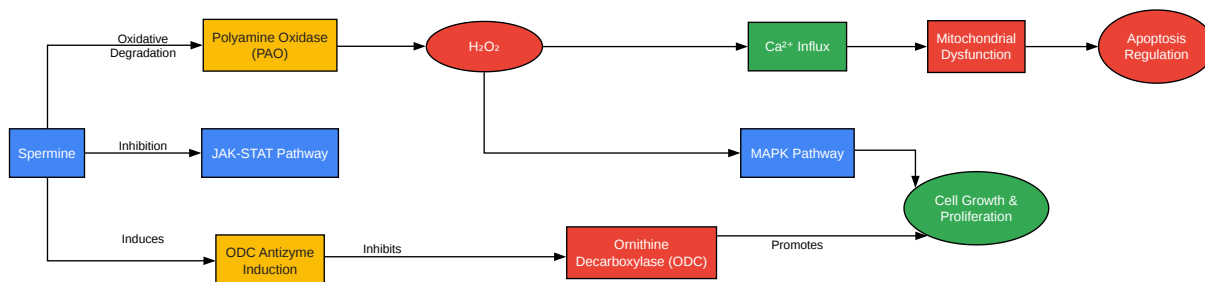 Oxidative
Degradation
Polyamine Oxidase
(PAO)
H₂O₂
Ca²⁺ Influx
Mitochondrial
Dysfunction
Apoptosis
Regulation
Spermine
Inhibition
JAK-STAT Pathway
MAPK Pathway
Cell Growth &
Proliferation
Induces
ODC Antizyme
Induction
Inhibits
Ornithine
Decarboxylase (ODC)
Promotes